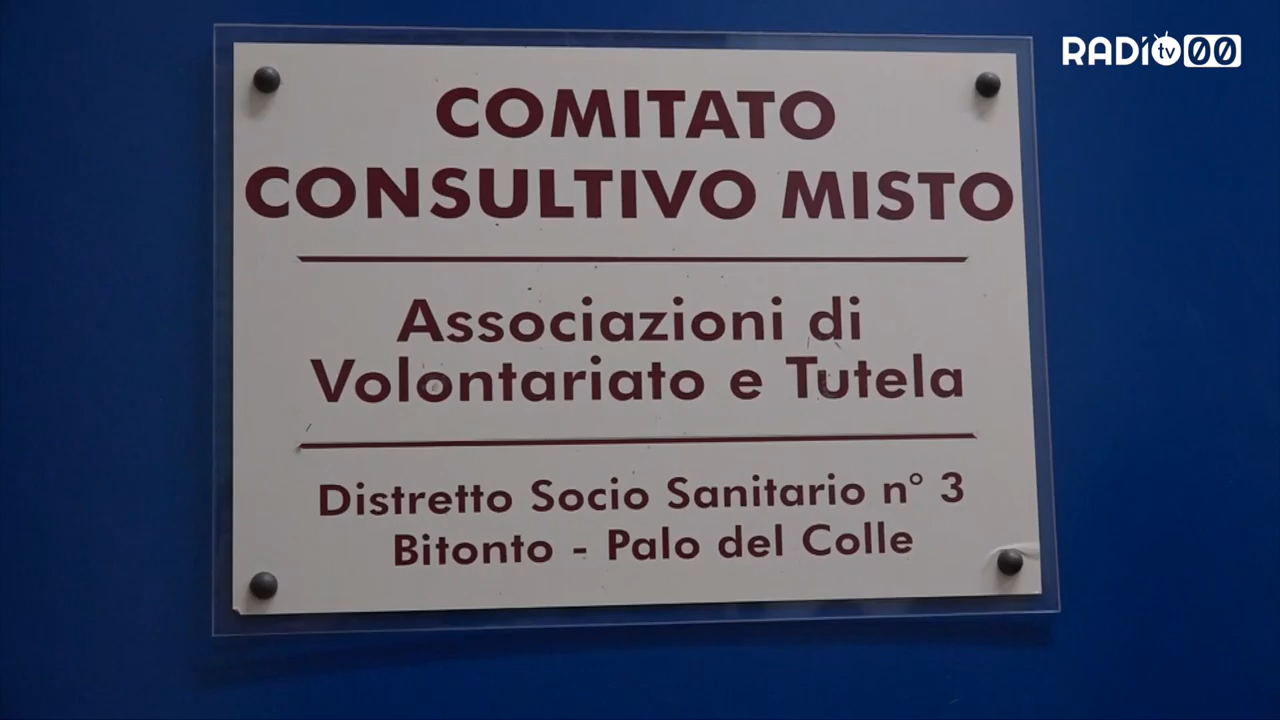 RADIO tv 00
COMITATO
CONSULTIVO MISTO
Associazioni di
Volontariato e Tutela
Distretto Socio Sanitario n° 3
Bitonto - Palo del Colle